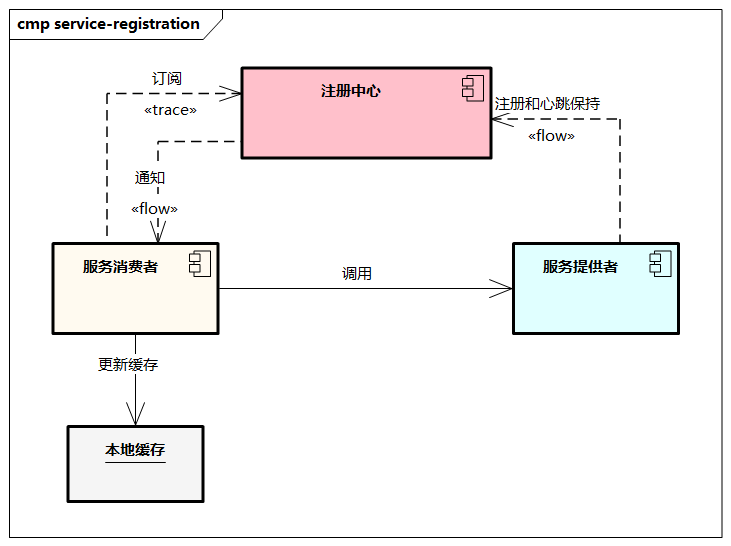 cmp service-registration
订阅
«trace»
注册中心
注册和心跳保持
«flow»
通知
«flow»
服务消费者
调用
服务提供者
更新缓存
本地缓存